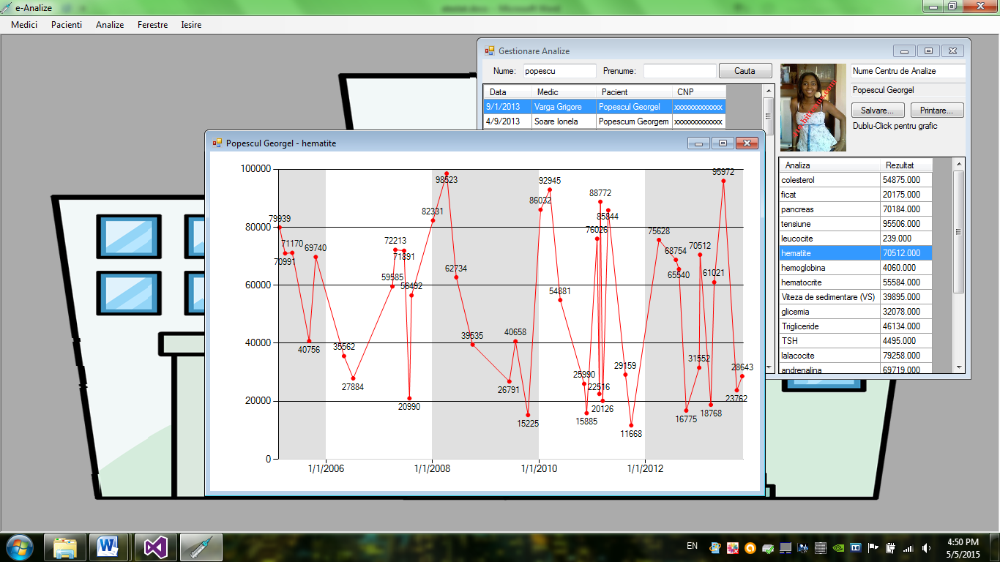 e-Analize
Medici Pacienti Analize Ferestre Iesire
Gestionare Analize
Nume: popescu Prenume: Cauta
Data Medic Pacient CNP
9/1/2013 Varga Grigore Popescul Georgel xxxxxxxxxxxxx
4/9/2013 Soare Ionela Popescum Georgem xxxxxxxxxxxxx
Nume Centru de Analize
Popescul Georgel
Salvare... Printare...
Dublu-Click pentru grafic
Analiza Rezultat
colesterol 54875.000
ficat 20175.000
pancreas 70184.000
tensiune 95506.000
leucocite 239.000
hematite 70512.000
hemoglobina 4060.000
hematocrite 55584.000
Viteza de sedimentare (VS) 39895.000
glicemia 32078.000
Trigliceride 46134.000
TSH 4495.000
lalacocite 79258.000
andrenalina 69719.000
Popescul Georgel - hematite
100000
80000
60000
40000
20000
0
79939
70991
71170
40756
69740
35562
27884
59585
72213
71891
20990
56492
82331
98523
62734
39535
26791
40658
15225
86032
92945
54881
25990
15885
76026
22516
88772
20126
85844
29159
11668
75628
68754
65540
16775
31552
70512
18768
61021
95972
23762
28643
1/1/2006 1/1/2008 1/1/2010 1/1/2012
EN
4:50 PM
5/5/2015